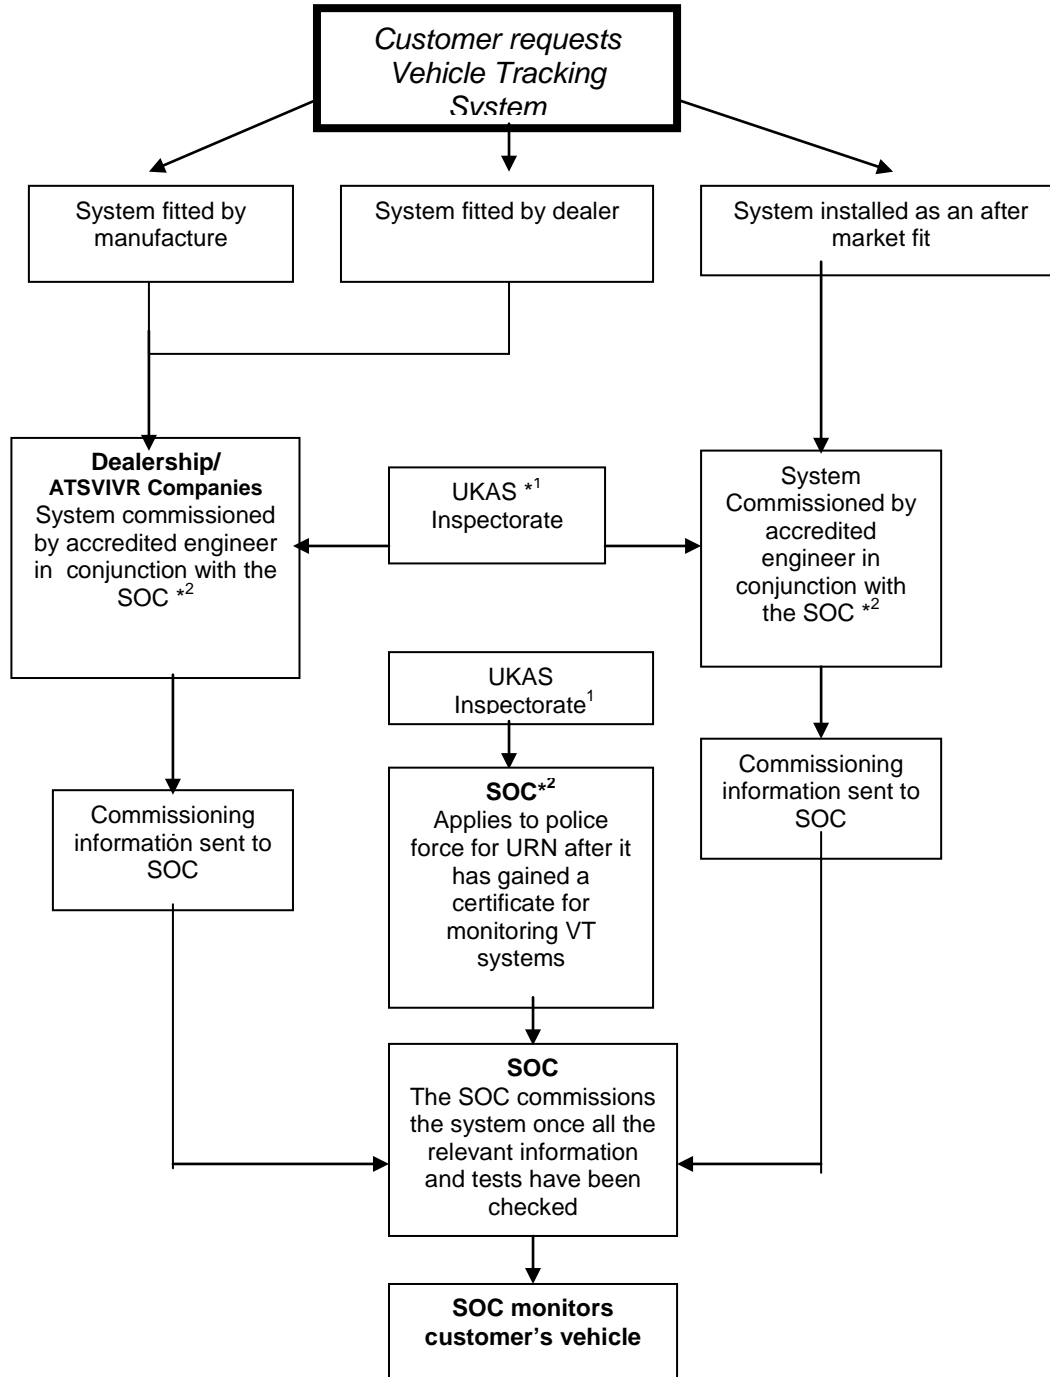 Customer requests
Vehicle Tracking
System
System fitted by
manufacture
System fitted by dealer
System installed as an after
market fit
Dealership/
ATSVIVR Companies
System commissioned
by accredited engineer
in conjunction with the
SOC *2
UKAS *1
Inspectorate
System
Commissioned by
accredited
engineer in
conjunction with
the SOC *2
UKAS
Inspectorate1
Commissioning
information sent to
SOC
SOC*2
Applies to police
force for URN after it
has gained a
certificate for
monitoring VT
systems
Commissioning
information sent to
SOC
SOC
The SOC commissions
the system once all the
relevant information
and tests have been
checked
SOC monitors
customer’s vehicle